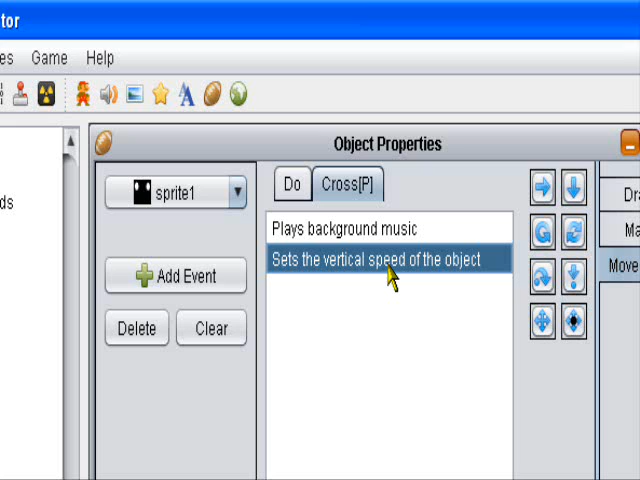 tor
es Game Help
Object Properties
ds
sprite1
Do Cross[P]
Plays background music
Sets the vertical speed of the object
Add Event
Delete Clear
Dra
Ma
Move